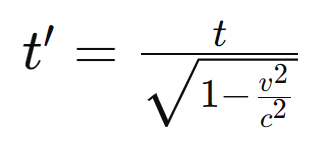 t′ = t / √(1 − v²/c²)